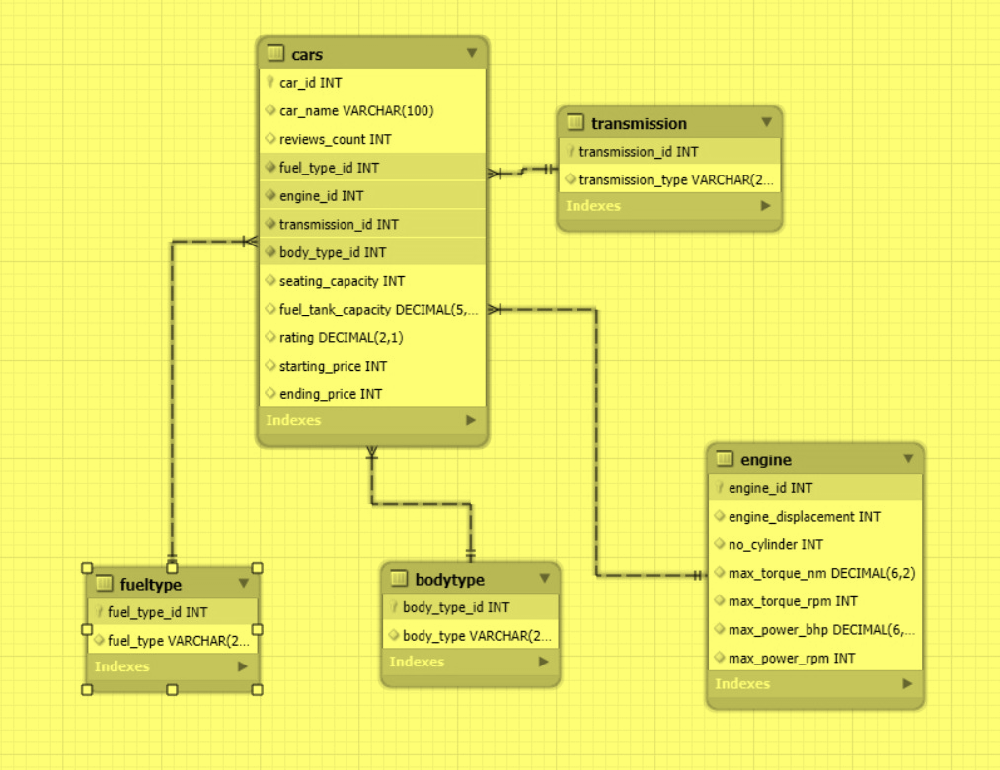 cars
car_id INT
car_name VARCHAR(100)
reviews_count INT
fuel_type_id INT
engine_id INT
transmission_id INT
body_type_id INT
seating_capacity INT
fuel_tank_capacity DECIMAL(5,...
rating DECIMAL(2,1)
starting_price INT
ending_price INT
Indexes
transmission
transmission_id INT
transmission_type VARCHAR(2...
Indexes
fueltype
fuel_type_id INT
fuel_type VARCHAR(2...
Indexes
bodytype
body_type_id INT
body_type VARCHAR(2...
Indexes
engine
engine_id INT
engine_displacement INT
no_cylinder INT
max_torque_nm DECIMAL(6,2)
max_torque_rpm INT
max_power_bhp DECIMAL(6,...
max_power_rpm INT
Indexes